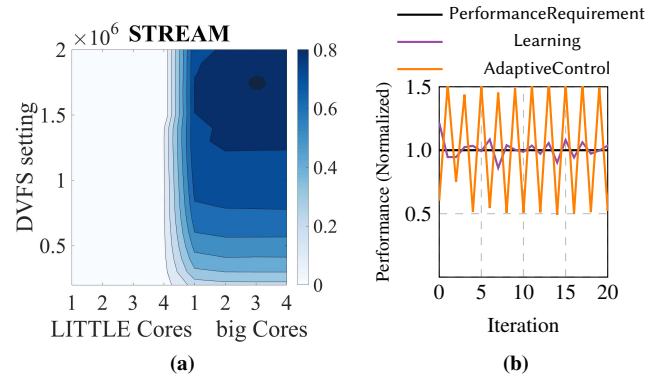 ×10^6 STREAM
2
1.5
1
0.5
DVFS setting
0.8
0.6
0.4
0.2
0
1 2 3 4 1 2 3 4
LITTLE Cores big Cores
(a)
PerformanceRequirement
Learning
AdaptiveControl
Performance (Normalized)
1.5
1.0
0.5
0 5 10 15 20
Iteration
(b)